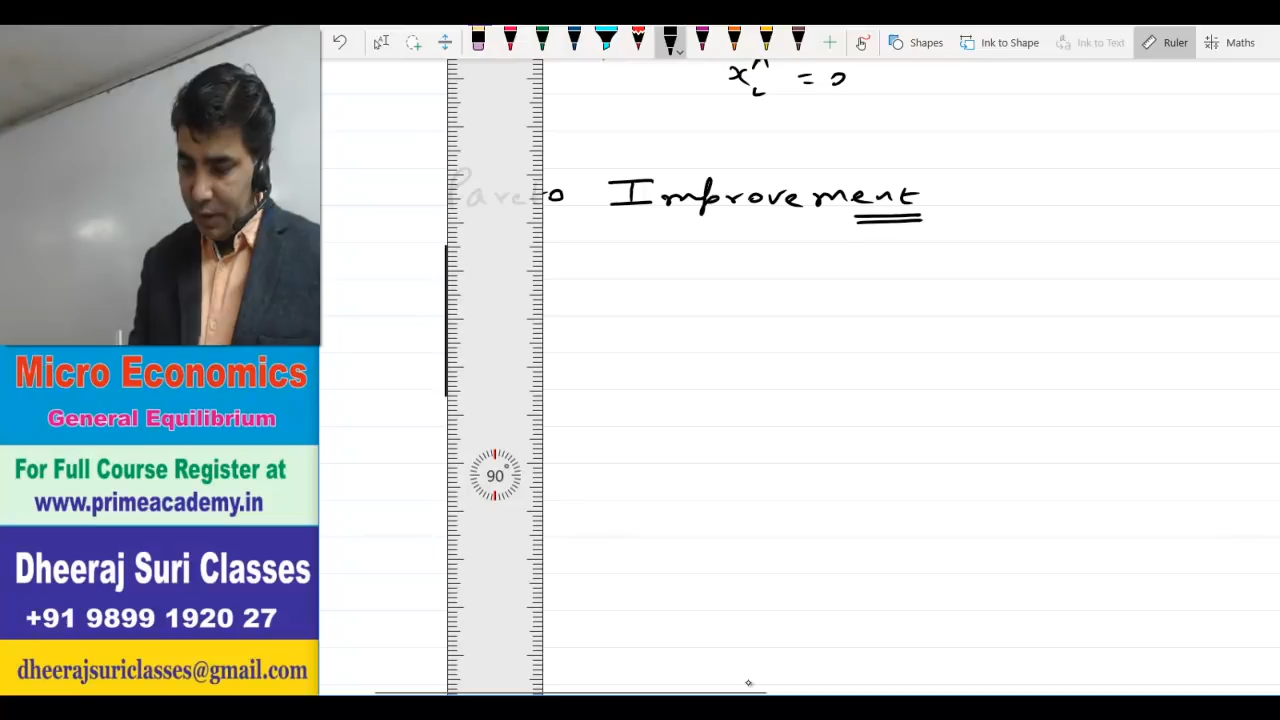 Shapes
Ink to Shape
Ink to Text
Ruler
Maths
= 0
Pareto Improvement
90°
Micro Economics
General Equilibrium
For Full Course Register at
www.primeacademy.in
Dheeraj Suri Classes
+91 9899 1920 27
dheerajsuriclasses@gmail.com